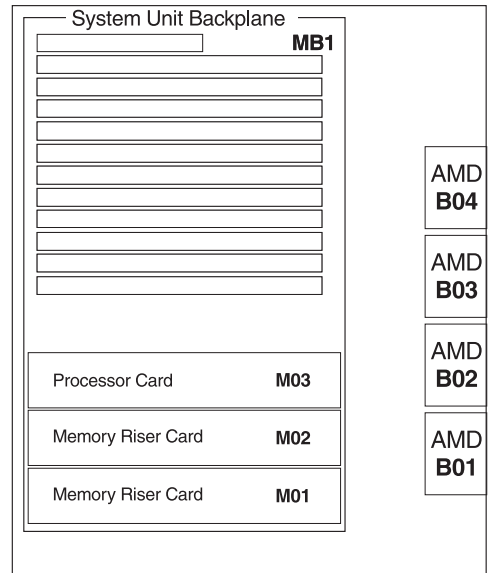 System Unit Backplane
MB1
AMD
B04
AMD
B03
AMD
B02
AMD
B01
Processor Card M03
Memory Riser Card M02
Memory Riser Card M01